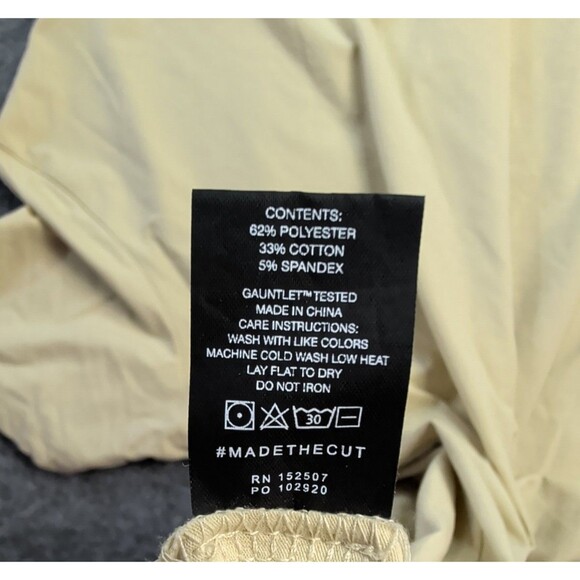 CONTENTS:
62% POLYESTER
33% COTTON
5% SPANDEX
GAUNTLET™ TESTED
MADE IN CHINA
CARE INSTRUCTIONS:
WASH WITH LIKE COLORS
MACHINE COLD WASH LOW HEAT
LAY FLAT TO DRY
DO NOT IRON
30
#MADETHECUT
RN 152507
PO 102920